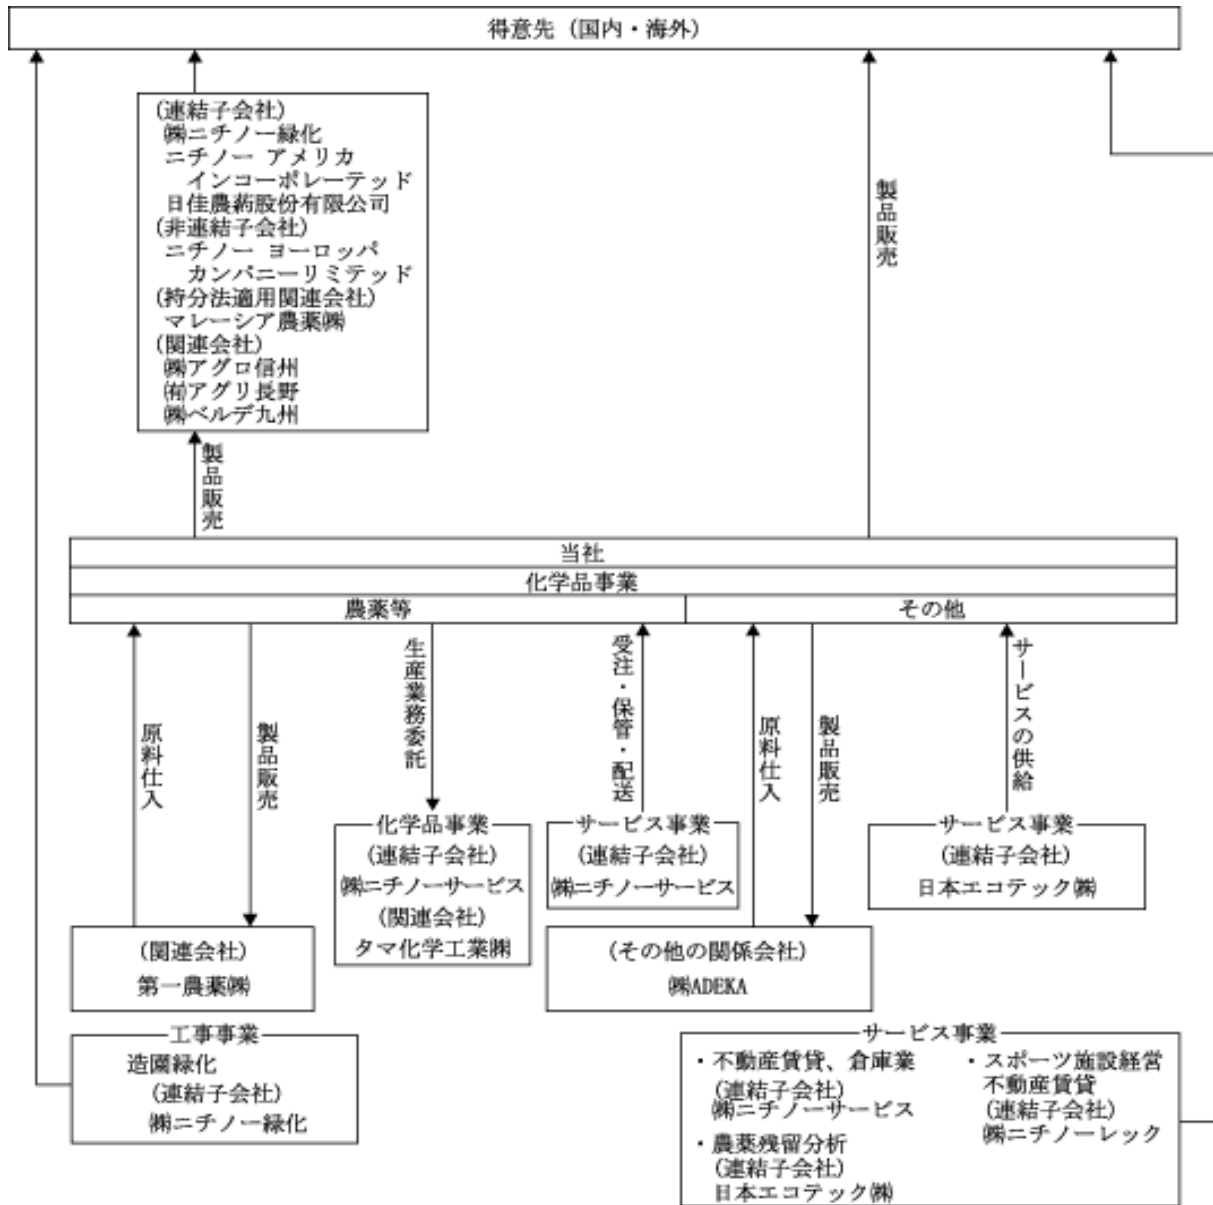 得意先 (国内・海外)
(連結子会社)
㈱ニチノー緑化
ニチノー アメリカ
インコーポレーテッド
日佳農葯股份有限公司
(非連結子会社)
ニチノー ヨーロッパ
カンパニーリミテッド
(持分法適用関連会社)
マレーシア農薬㈱
(関連会社)
㈱アグロ信州
㈲アグリ長野
㈱ベルデ九州
製品販売
製品販売
当社
化学品事業
農薬等
その他
原料仕入
製品販売
生産業務委託
受注・保管・配送
原料仕入
製品販売
サービスの供給
化学品事業
(連結子会社)
㈱ニチノーサービス
(関連会社)
タマ化学工業㈱
サービス事業
(連結子会社)
㈱ニチノーサービス
サービス事業
(連結子会社)
日本エコテック㈱
(関連会社)
第一農薬㈱
(その他の関係会社)
㈱ADEKA
工事事業
造園緑化
(連結子会社)
㈱ニチノー緑化
サービス事業
・不動産賃貸、倉庫業
(連結子会社)
㈱ニチノーサービス
・農薬残留分析
(連結子会社)
日本エコテック㈱
・スポーツ施設経営
不動産賃貸
(連結子会社)
㈱ニチノーレック